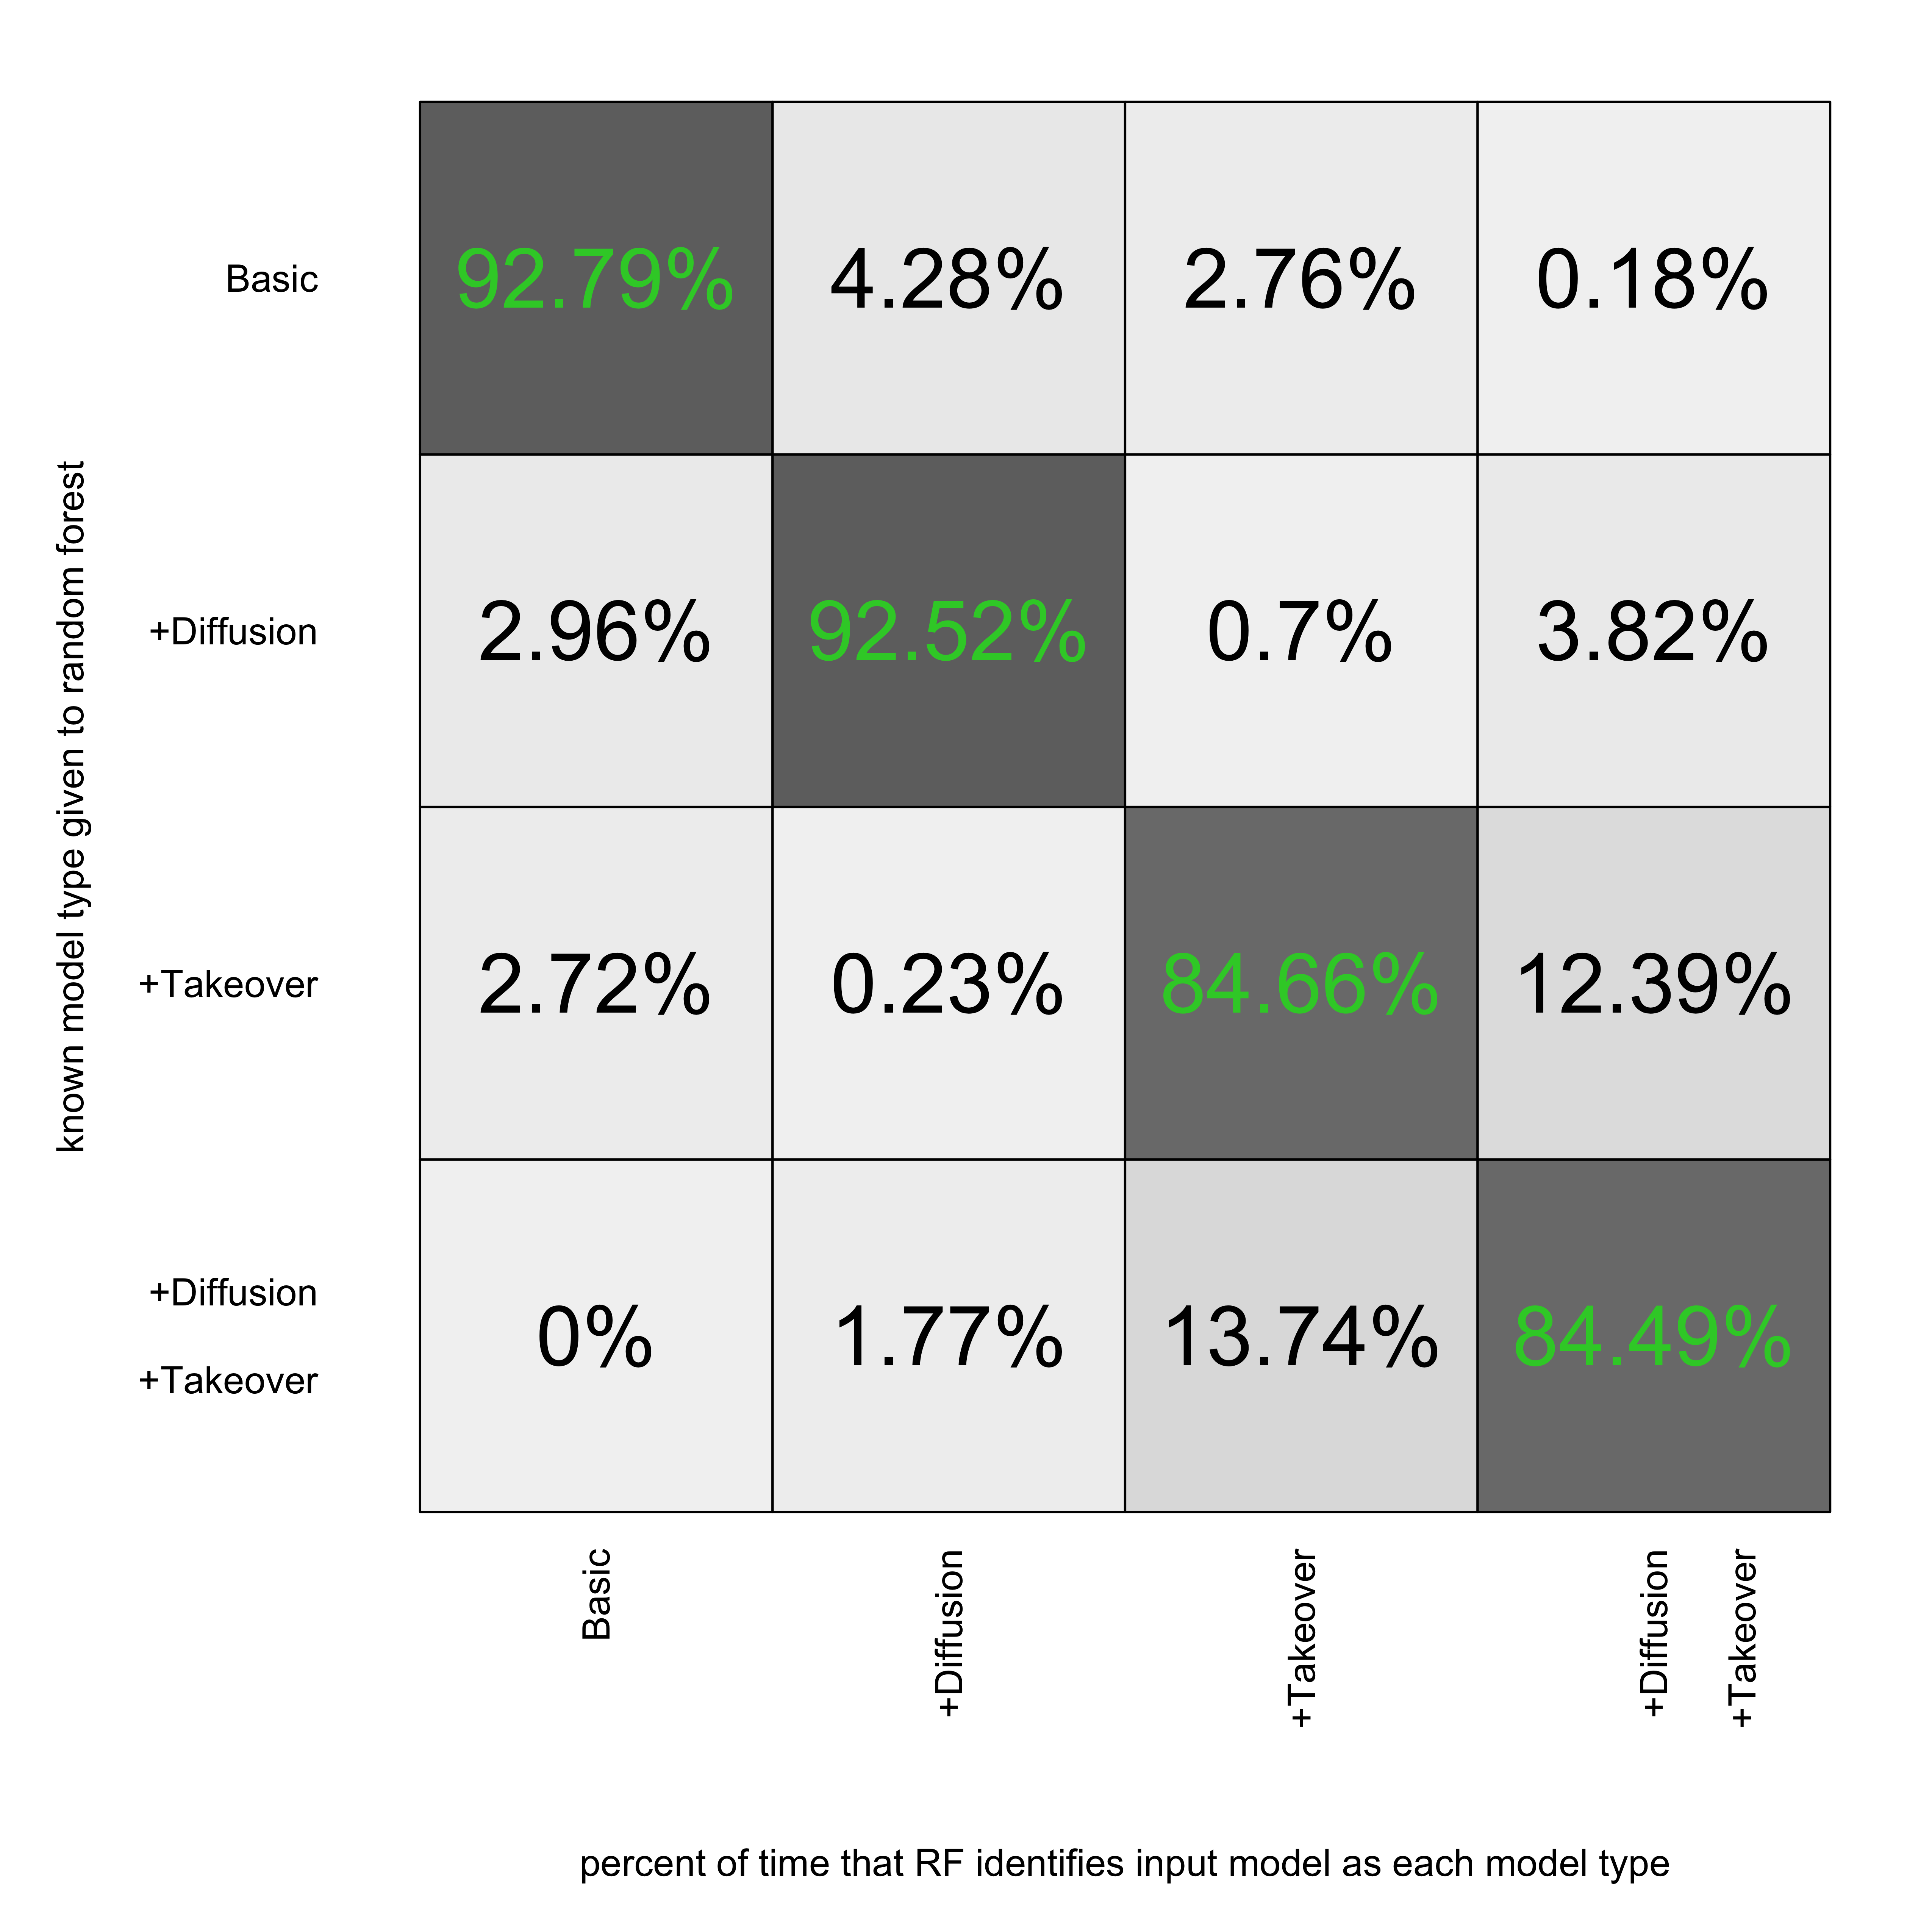 known model type given to random forest
Basic
92.79% 4.28% 2.76% 0.18%
+Diffusion
2.96% 92.52% 0.7% 3.82%
+Takeover
2.72% 0.23% 84.66% 12.39%
+Diffusion
+Takeover
0% 1.77% 13.74% 84.49%
Basic
+Diffusion
+Takeover
+Diffusion
+Takeover
percent of time that RF identifies input model as each model type